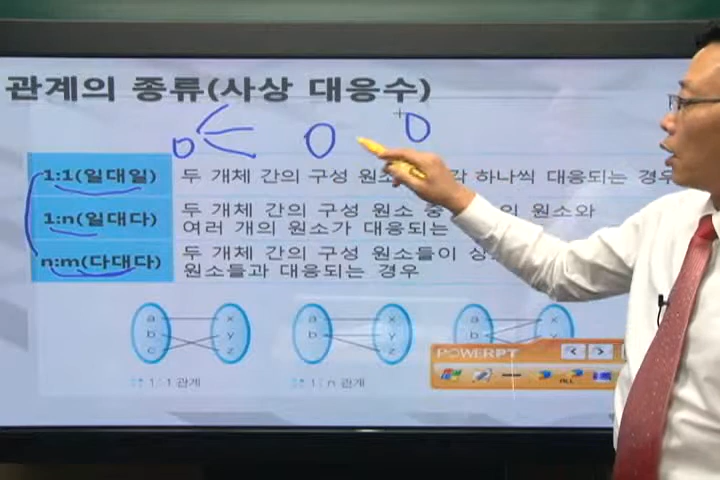 관계의 종류(사상 대응수)
1:1(일대일) 두 개체 간의 구성 원소 하나씩 대응되는 경우
1:n(일대다) 두 개체 간의 구성 원소 중 원소와
여러 개의 원소가 대응되는
n:m(다대다) 두 개체 간의 구성 원소들이
원소들과 대응되는 경우
a x a x a x
b y b y b
c z z
POWERPT
ALL
1:1 관계 1:n 관계